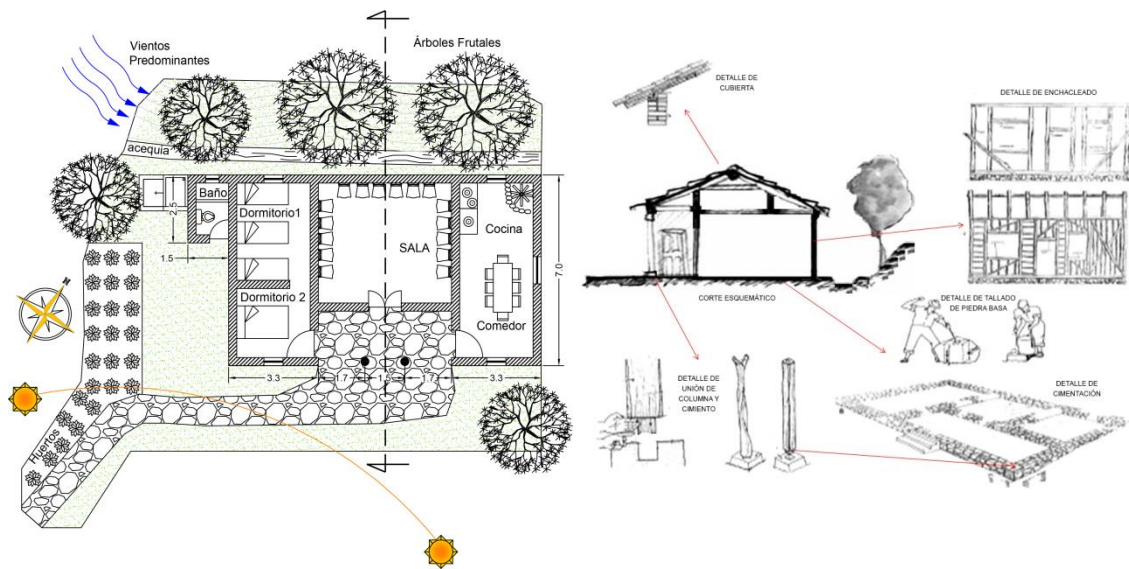 Vientos
Predominantes
Árboles Frutales
acequia
Baño
2.5
1.5
Dormitorio1
SALA
Cocina
7.0
Dormitorio 2
Comedor
N
3.3
1.7
1.5
1.7
3.3
Huertos
DETALLE DE
CUBIERTA
DETALLE DE ENCHACLEADO
CORTE ESQUEMÁTICO
DETALLE DE TALLADO
DE PIEDRA BASA
DETALLE DE
UNIÓN DE
COLUMNA Y
CIMIENTO
DETALLE DE
CIMENTACIÓN